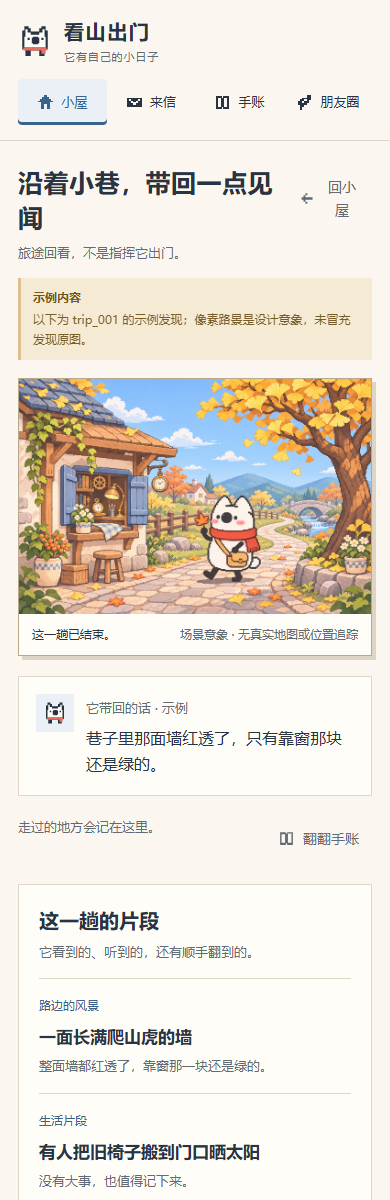 看山出门
它有自己的小日子
小屋
来信
手账
朋友圈
沿着小巷，带回一点见
闻
回小
屋
旅途回看，不是指挥它出门。
示例内容
以下为 trip_001 的示例发现；像素路景是设计意象，未冒充
发现原图。
这一趟已结束。
场景意象 · 无真实地图或位置追踪
它带回的话 · 示例
巷子里那面墙红透了，只有靠窗那块
还是绿的。
走过的地方会记在这里。
翻翻手账
这一趟的片段
它看到的、听到的，还有顺手翻到的。
路边的风景
一面长满爬山虎的墙
整面墙都红透了，靠窗那一块还是绿的。
生活片段
有人把旧椅子搬到门口晒太阳
没有大事，也值得记下来。